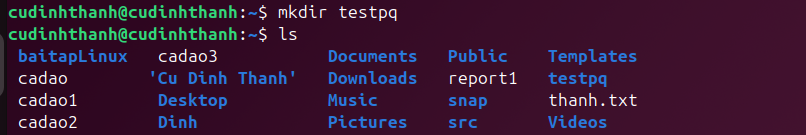 cudinhthanh@cudinhthanh:~$ mkdir testpq
cudinhthanh@cudinhthanh:~$ ls
baitapLinux cadao3 Documents Public Templates
cadao 'Cu Dinh Thanh' Downloads report1 testpq
cadao1 Desktop Music snap thanh.txt
cadao2 Dinh Pictures src Videos